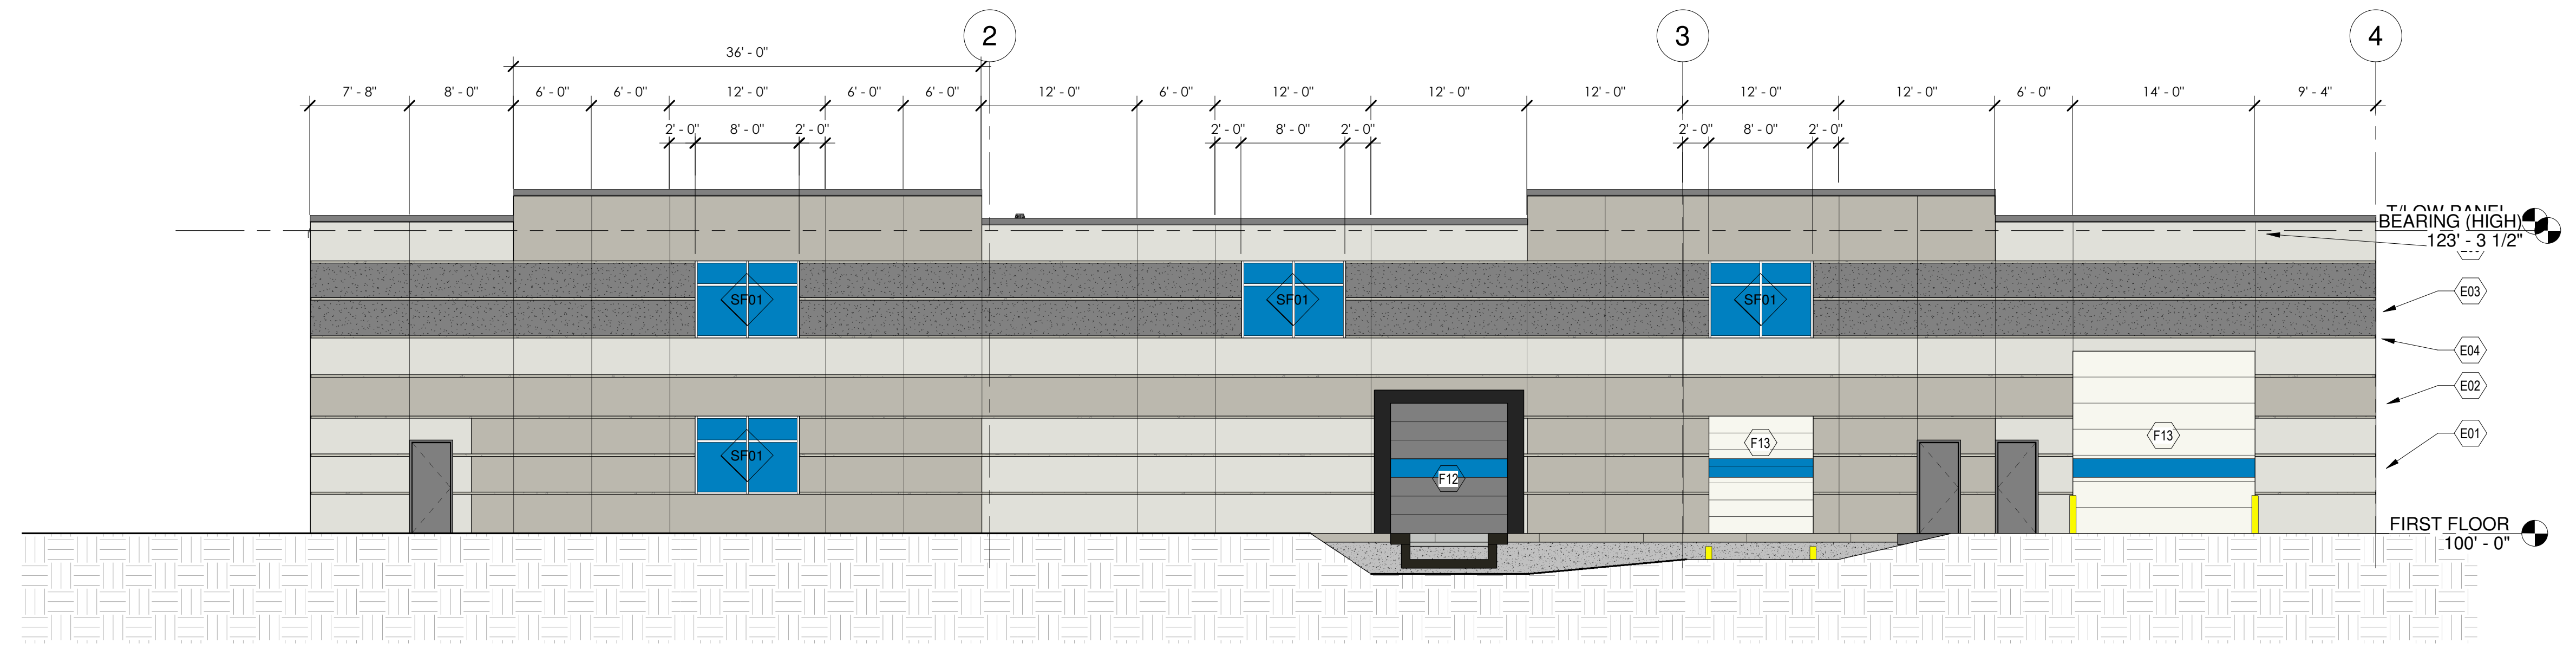 2
3
4
36' - 0"
7' - 8"
8' - 0"
6' - 0"
6' - 0"
12' - 0"
6' - 0"
6' - 0"
12' - 0"
6' - 0"
12' - 0"
12' - 0"
12' - 0"
12' - 0"
12' - 0"
6' - 0"
14' - 0"
9' - 4"
2' - 0"
8' - 0"
2' - 0"
2' - 0"
8' - 0"
2' - 0"
2' - 0"
8' - 0"
2' - 0"
T/LOW PANEL
BEARING (HIGH)
123' - 3 1/2"
SF01
SF01
SF01
E03
E04
E02
SF01
F12
F13
F13
E01
FIRST FLOOR
100' - 0"